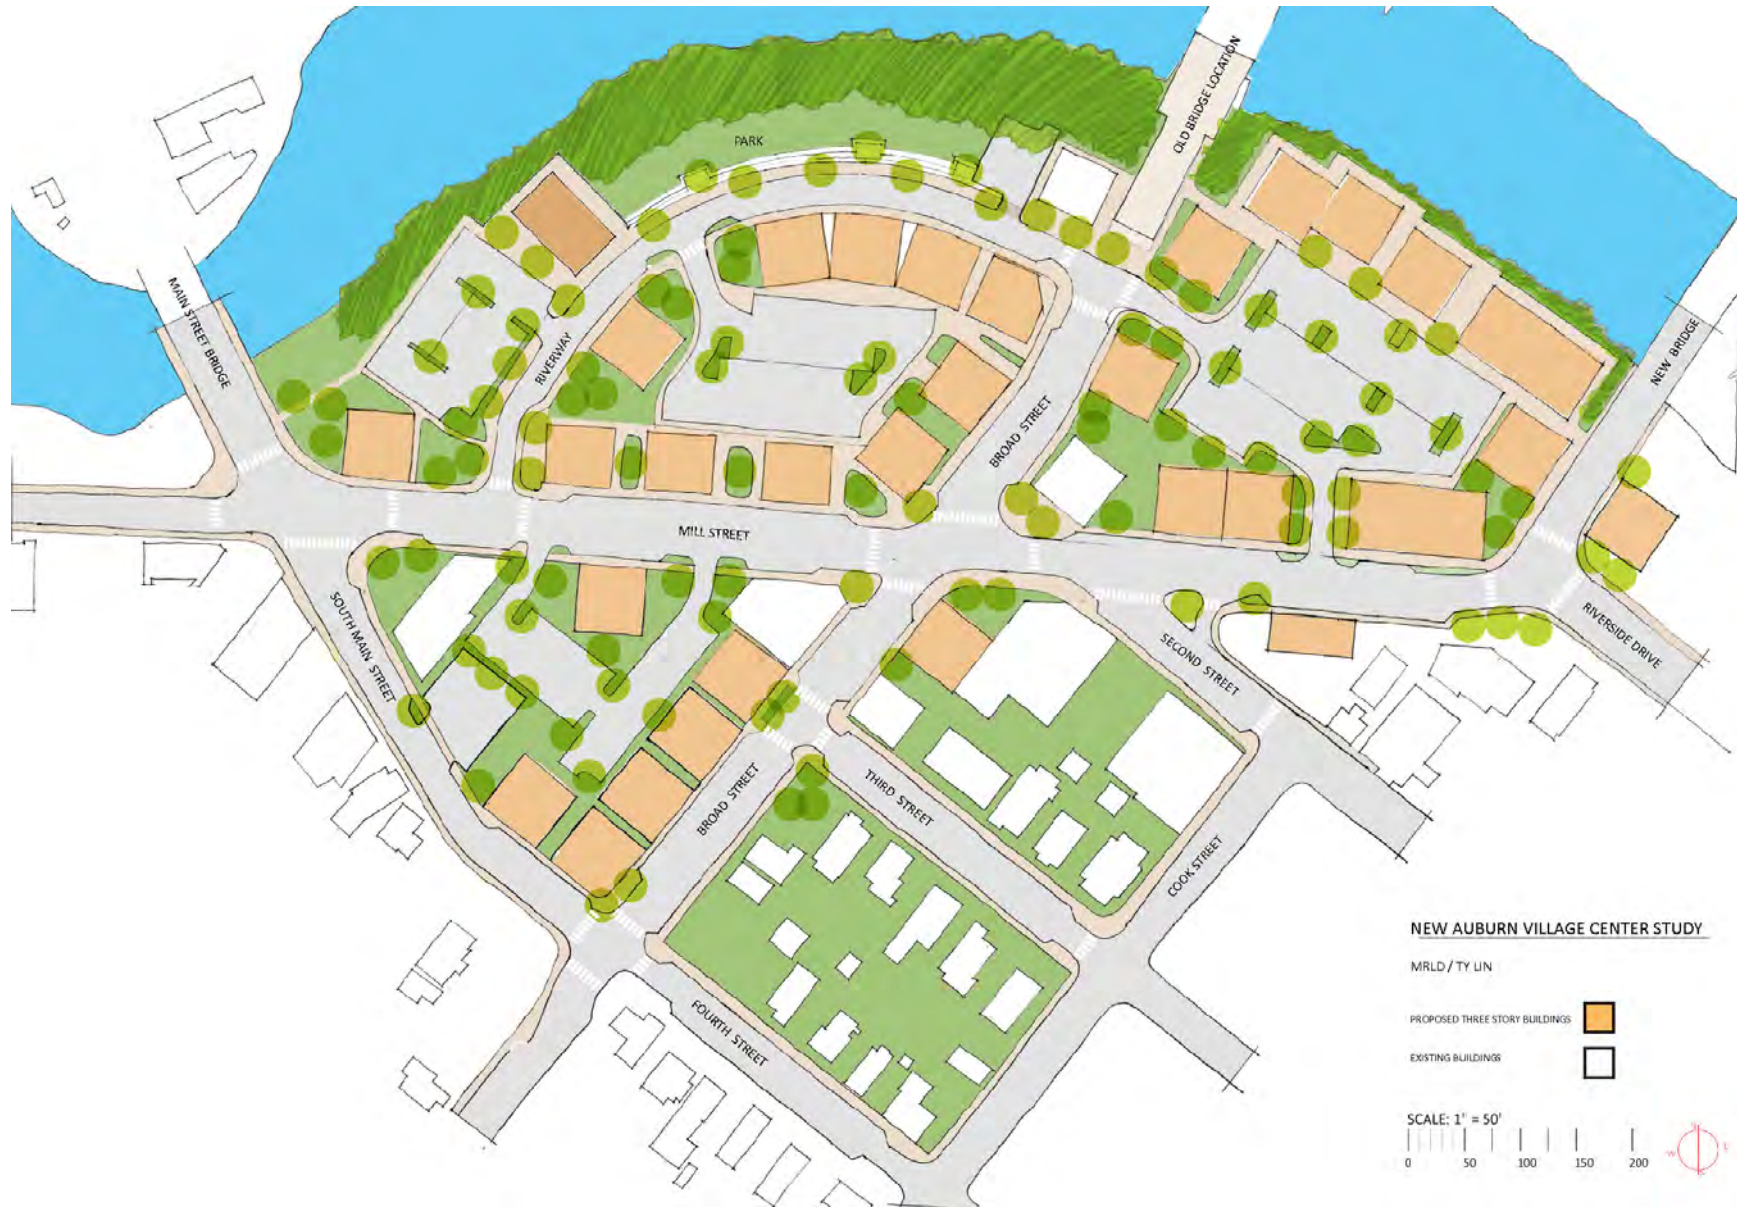 OLD BRIDGE LOCATION
PARK
MAIN STREET BRIDGE
RIVERWAY
NEW BRIDGE
BROAD STREET
MILL STREET
SOUTH MAIN STREET
SECOND STREET
RIVERSIDE DRIVE
BROAD STREET
THIRD STREET
COOK STREET
FOURTH STREET
NEW AUBURN VILLAGE CENTER STUDY
MRLD / TY LIN
PROPOSED THREE STORY BUILDINGS
EXISTING BUILDINGS
SCALE: 1" = 50'
0 50 100 150 200
W